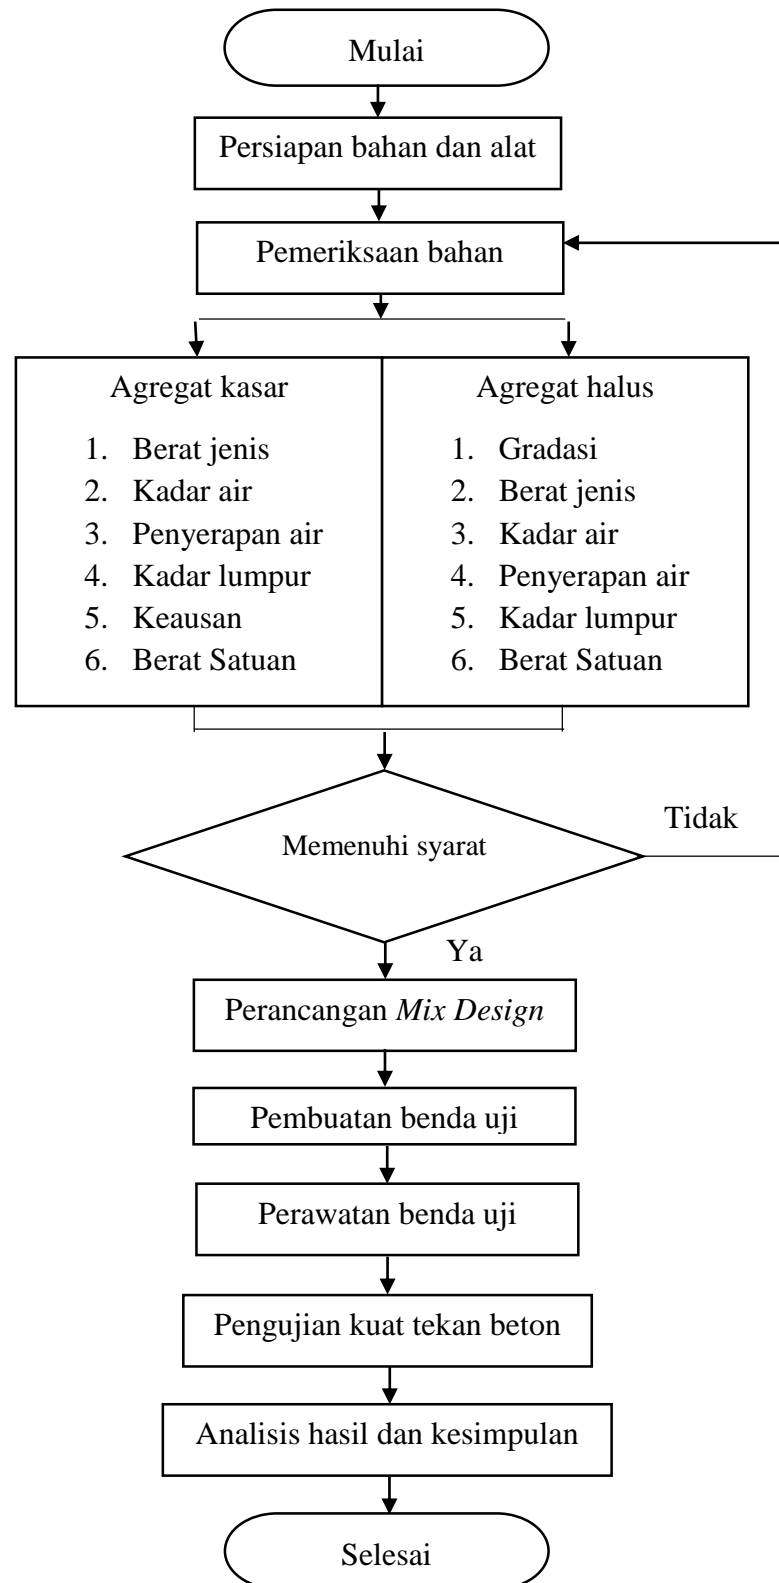 Mulai
Persiapan bahan dan alat
Pemeriksaan bahan
Agregat kasar
1. Berat jenis
2. Kadar air
3. Penyerapan air
4. Kadar lumpur
5. Keausan
6. Berat Satuan
Agregat halus
1. Gradasi
2. Berat jenis
3. Kadar air
4. Penyerapan air
5. Kadar lumpur
6. Berat Satuan
Memenuhi syarat
Tidak
Ya
Perancangan Mix Design
Pembuatan benda uji
Perawatan benda uji
Pengujian kuat tekan beton
Analisis hasil dan kesimpulan
Selesai